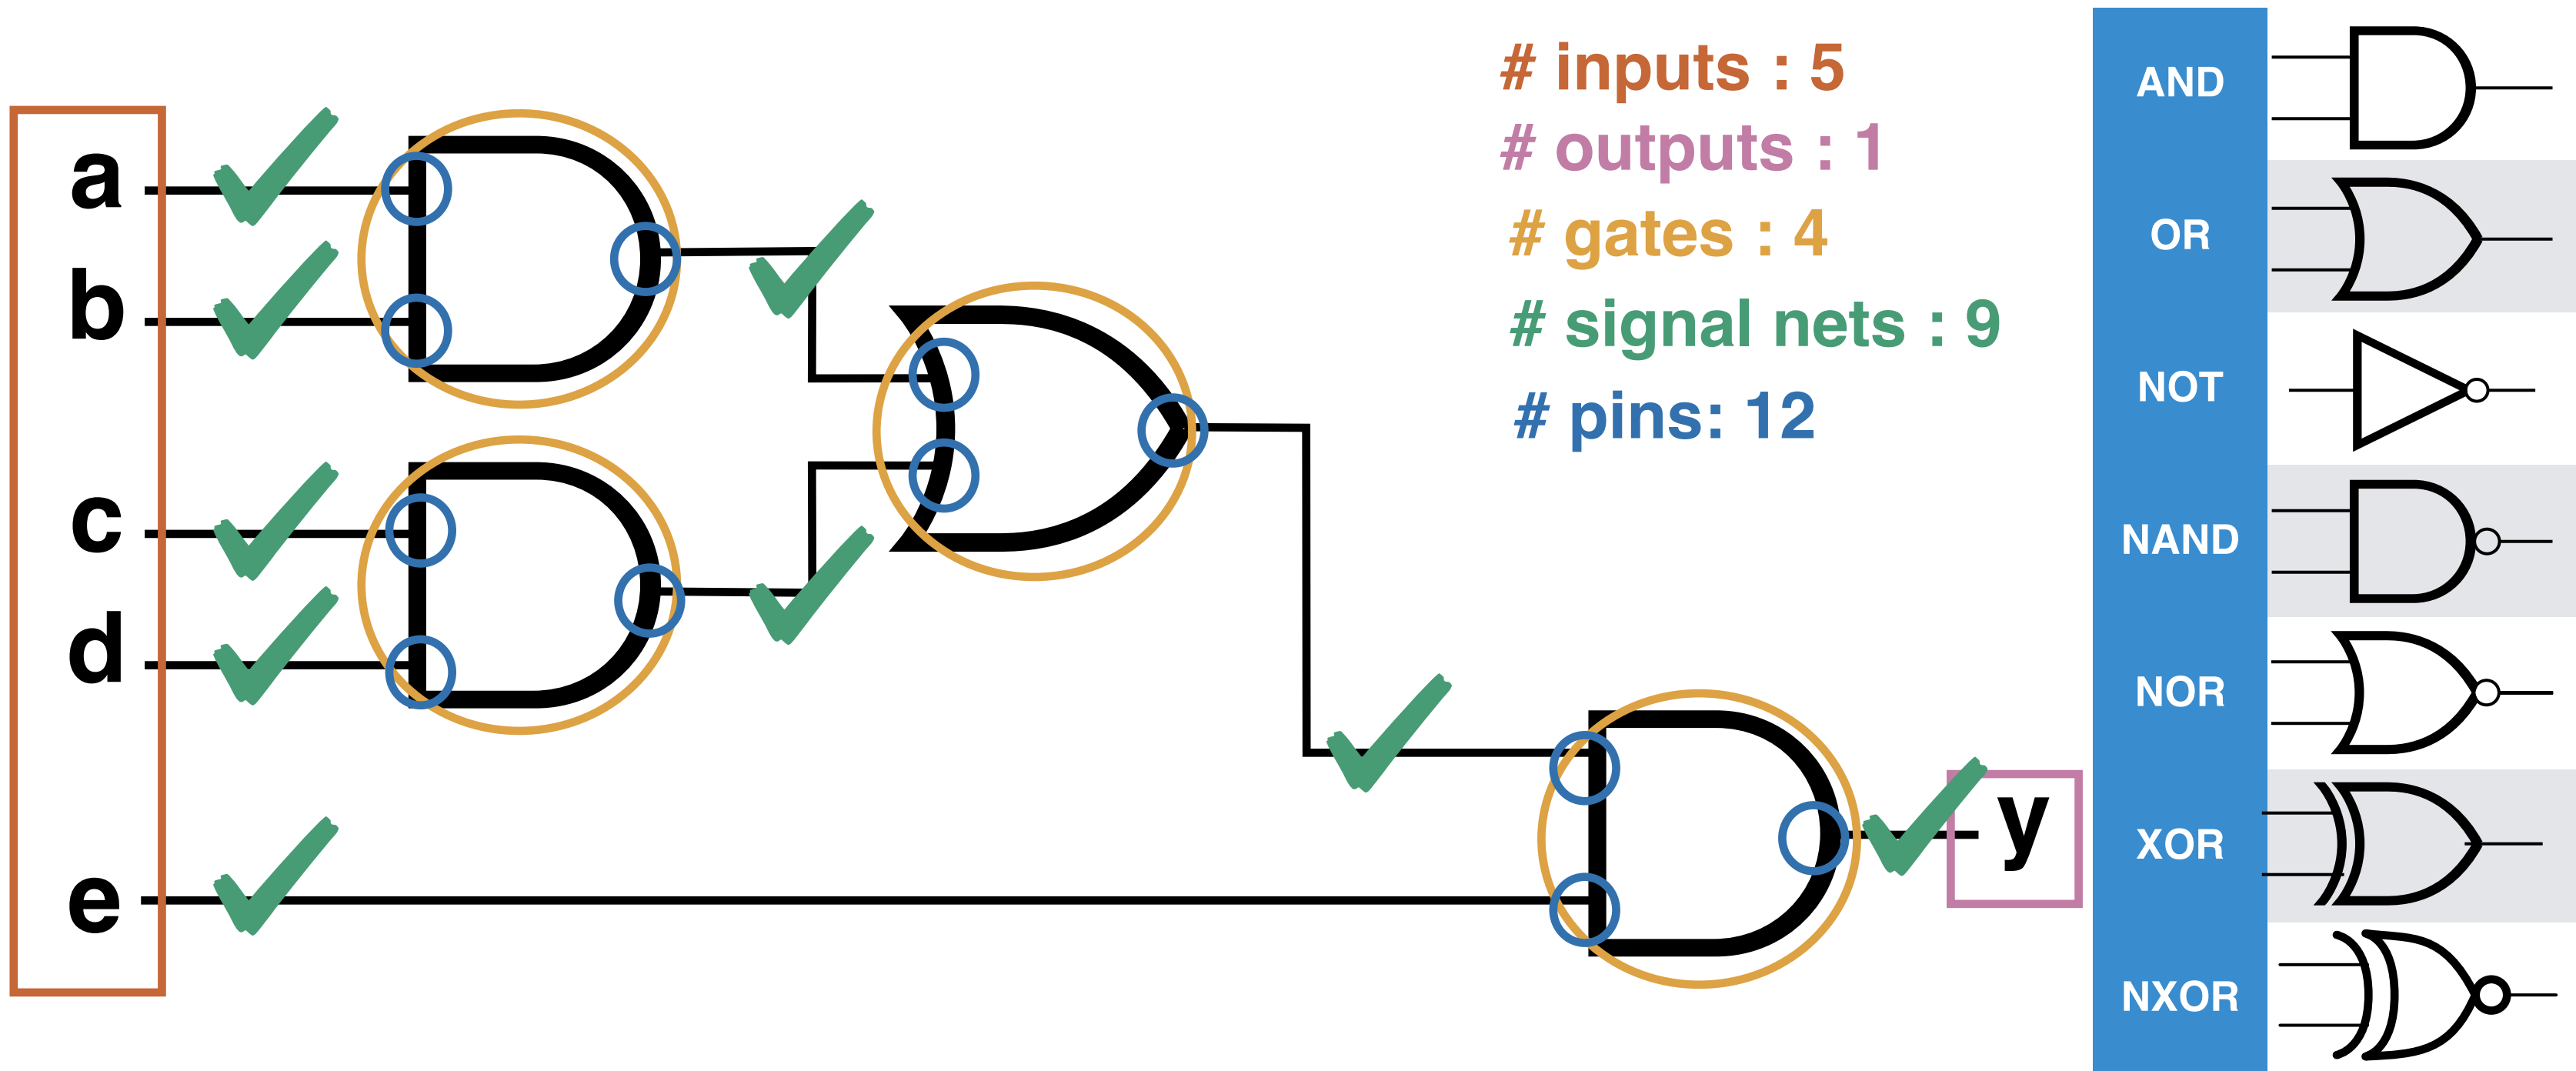 a
b
c
d
e
# inputs : 5
# outputs : 1
# gates : 4
# signal nets : 9
# pins: 12
y
AND
OR
NOT
NAND
NOR
XOR
NXOR